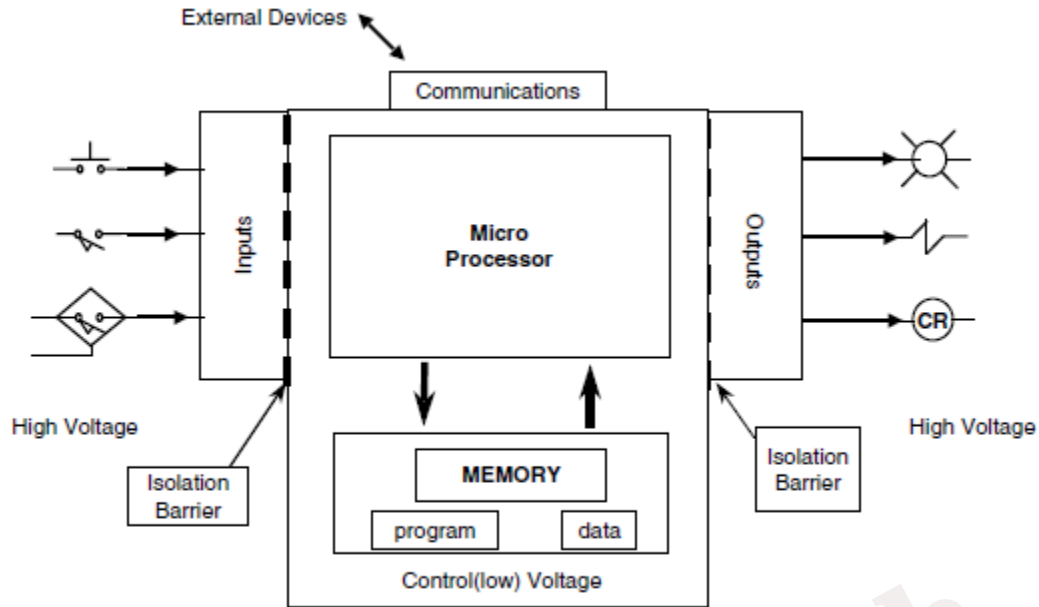 External Devices
Communications
Inputs
Micro
Processor
Outputs
CR
High Voltage
High Voltage
Isolation
Barrier
MEMORY
program
data
Isolation
Barrier
Control(low) Voltage